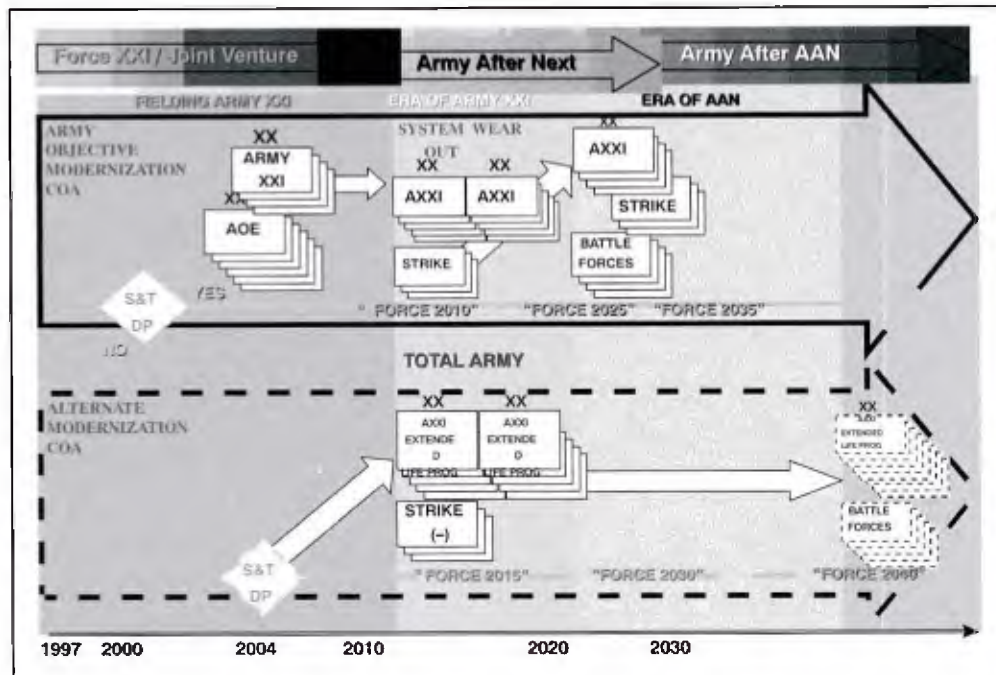 Force XXI / Joint Venture
Army After Next
Army After AAN
FIELDING ARMY XXI
ERA OF ARMY XXI
ERA OF AAN
ARMY
OBJECTIVE
MODERNIZATION
COA
XX
ARMY
XXI
AOE
YES
S&T
DP
NO
SYSTEM WEAR
OUT
XX
XX
AXXI
AXXI
STRIKE
XX
AXXI
STRIKE
BATTLE
FORCES
"FORCE 2010"
"FORCE 2025"
"FORCE 2035"
TOTAL ARMY
ALTERNATE
MODERNIZATION
COA
XX
XX
AXXI
EXTENDE
D
LIFE PROG
AXXI
EXTENDE
D
LIFE PROG
STRIKE
(–)
S&T
DP
XX
EXTENDED
LIFE PROG
BATTLE
FORCES
"FORCE 2015"
"FORCE 2030"
"FORCE 2040"
1997 2000 2004 2010 2020 2030